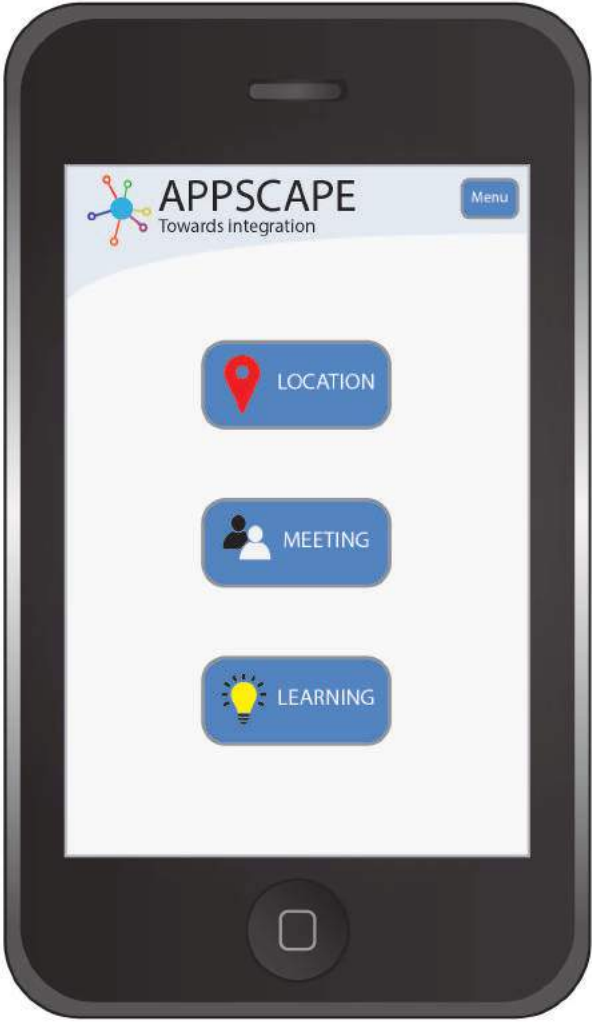 APPSCAPE
Towards integration
Menu
LOCATION
MEETING
LEARNING